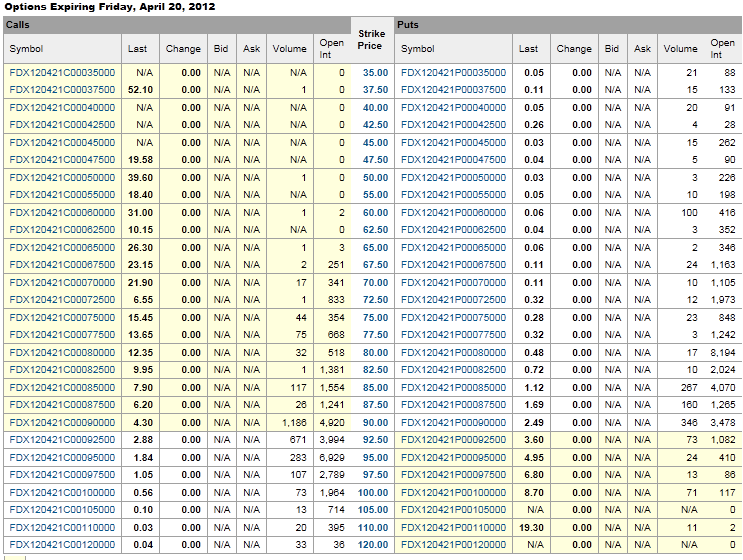 Options Expiring Friday, April 20, 2012
Calls Strike Price Puts
Symbol Last Change Bid Ask Volume Open Int Symbol Last Change Bid Ask Volume Open Int
FDX120421C00035000 N/A 0.00 N/A N/A N/A 0 35.00 FDX120421P00035000 0.05 0.00 N/A N/A 21 88
FDX120421C00037500 52.10 0.00 N/A N/A 1 0 37.50 FDX120421P00037500 0.11 0.00 N/A N/A 15 133
FDX120421C00040000 N/A 0.00 N/A N/A N/A 0 40.00 FDX120421P00040000 0.05 0.00 N/A N/A 20 91
FDX120421C00042500 N/A 0.00 N/A N/A N/A 0 42.50 FDX120421P00042500 0.26 0.00 N/A N/A 4 28
FDX120421C00045000 N/A 0.00 N/A N/A N/A 0 45.00 FDX120421P00045000 0.03 0.00 N/A N/A 15 262
FDX120421C00047500 19.58 0.00 N/A N/A N/A 0 47.50 FDX120421P00047500 0.04 0.00 N/A N/A 5 90
FDX120421C00050000 39.60 0.00 N/A N/A 1 0 50.00 FDX120421P00050000 0.03 0.00 N/A N/A 3 226
FDX120421C00055000 18.40 0.00 N/A N/A N/A 0 55.00 FDX120421P00055000 0.05 0.00 N/A N/A 10 198
FDX120421C00060000 31.00 0.00 N/A N/A 1 2 60.00 FDX120421P00060000 0.06 0.00 N/A N/A 100 416
FDX120421C00062500 10.15 0.00 N/A N/A N/A 0 62.50 FDX120421P00062500 0.04 0.00 N/A N/A 3 352
FDX120421C00065000 26.30 0.00 N/A N/A 1 3 65.00 FDX120421P00065000 0.06 0.00 N/A N/A 2 346
FDX120421C00067500 23.15 0.00 N/A N/A 2 251 67.50 FDX120421P00067500 0.11 0.00 N/A N/A 24 1,163
FDX120421C00070000 21.90 0.00 N/A N/A 17 341 70.00 FDX120421P00070000 0.11 0.00 N/A N/A 10 1,105
FDX120421C00072500 6.55 0.00 N/A N/A 1 833 72.50 FDX120421P00072500 0.32 0.00 N/A N/A 12 1,973
FDX120421C00075000 15.45 0.00 N/A N/A 44 354 75.00 FDX120421P00075000 0.28 0.00 N/A N/A 23 848
FDX120421C00077500 13.65 0.00 N/A N/A 75 668 77.50 FDX120421P00077500 0.32 0.00 N/A N/A 3 1,242
FDX120421C00080000 12.35 0.00 N/A N/A 32 518 80.00 FDX120421P00080000 0.48 0.00 N/A N/A 17 8,194
FDX120421C00082500 9.95 0.00 N/A N/A 1 1,381 82.50 FDX120421P00082500 0.72 0.00 N/A N/A 10 2,024
FDX120421C00085000 7.90 0.00 N/A N/A 117 1,554 85.00 FDX120421P00085000 1.12 0.00 N/A N/A 267 4,070
FDX120421C00087500 6.20 0.00 N/A N/A 26 1,241 87.50 FDX120421P00087500 1.69 0.00 N/A N/A 160 1,265
FDX120421C00090000 4.30 0.00 N/A N/A 1,186 4,920 90.00 FDX120421P00090000 2.49 0.00 N/A N/A 346 3,478
FDX120421C00092500 2.88 0.00 N/A N/A 671 3,994 92.50 FDX120421P00092500 3.60 0.00 N/A N/A 73 1,082
FDX120421C00095000 1.84 0.00 N/A N/A 283 6,929 95.00 FDX120421P00095000 4.95 0.00 N/A N/A 24 410
FDX120421C00097500 1.05 0.00 N/A N/A 107 2,789 97.50 FDX120421P00097500 6.80 0.00 N/A N/A 13 86
FDX120421C00100000 0.56 0.00 N/A N/A 73 1,964 100.00 FDX120421P00100000 8.70 0.00 N/A N/A 71 117
FDX120421C00105000 0.10 0.00 N/A N/A 13 714 105.00 FDX120421P00105000 N/A 0.00 N/A N/A N/A 0
FDX120421C00110000 0.03 0.00 N/A N/A 20 395 110.00 FDX120421P00110000 19.30 0.00 N/A N/A 11 2
FDX120421C00120000 0.04 0.00 N/A N/A 33 36 120.00 FDX120421P00120000 N/A 0.00 N/A N/A N/A 0